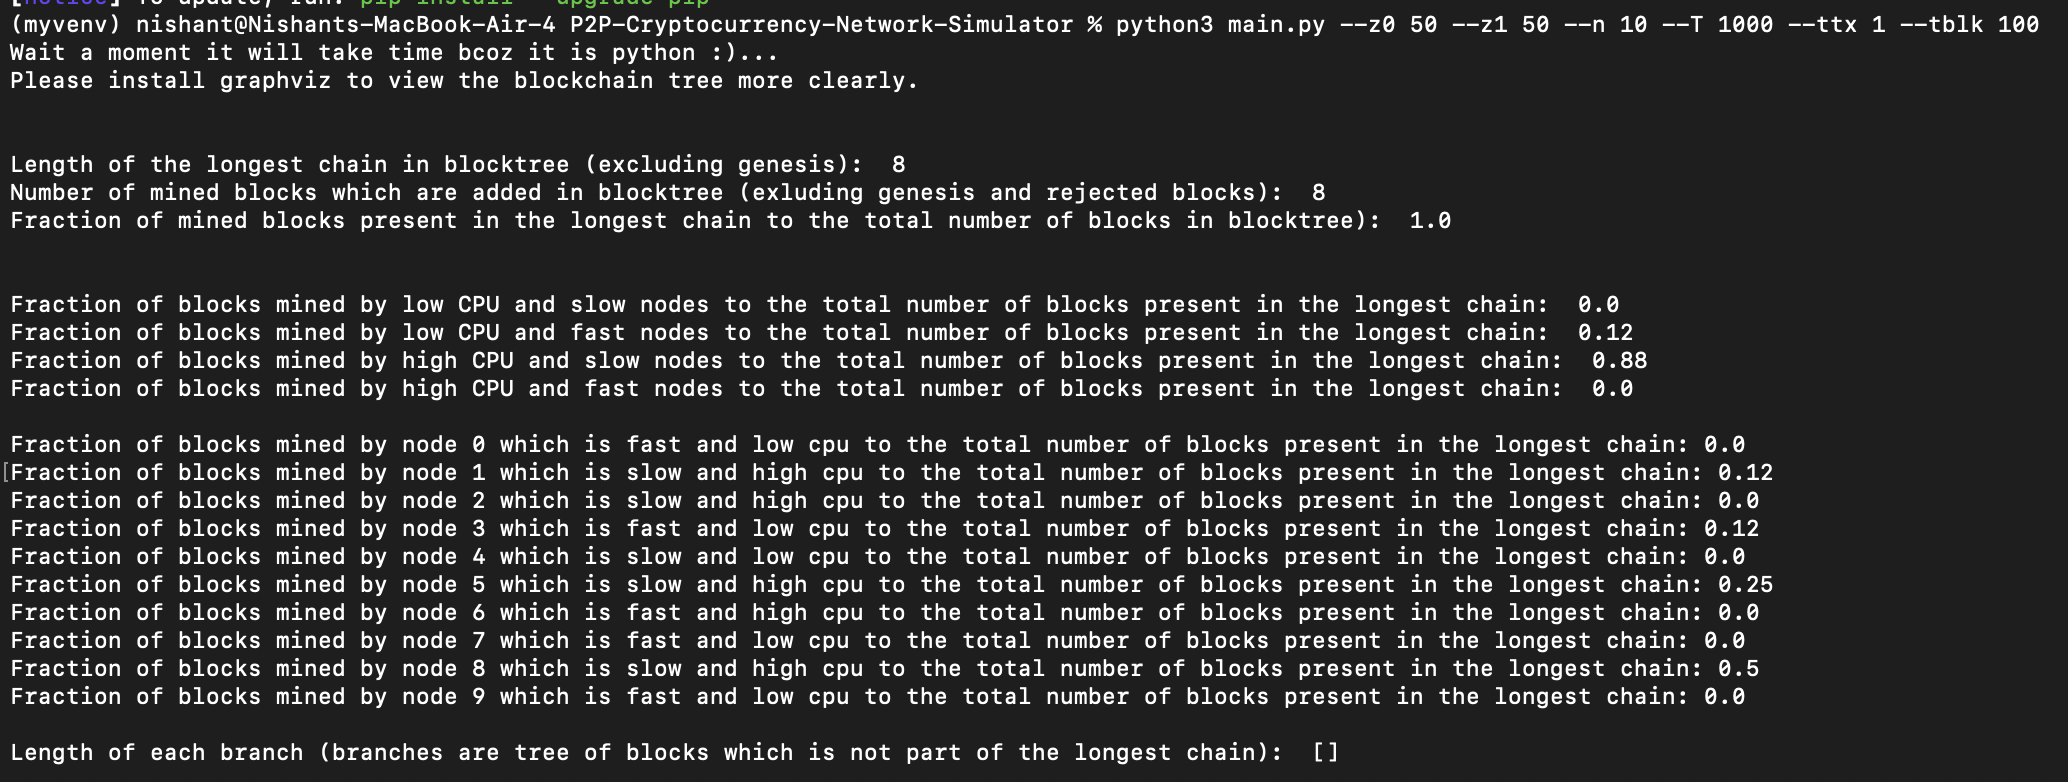 [notice] To update, run: pip install --upgrade pip
(myvenv) nishant@Nishants-MacBook-Air-4 P2P-Cryptocurrency-Network-Simulator % python3 main.py --z0 50 --z1 50 --n 10 --T 1000 --ttx 1 --tblk 100
Wait a moment it will take time bcoz it is python :)...
Please install graphviz to view the blockchain tree more clearly.
Length of the longest chain in blocktree (excluding genesis):  8
Number of mined blocks which are added in blocktree (exluding genesis and rejected blocks):  8
Fraction of mined blocks present in the longest chain to the total number of blocks in blocktree):  1.0
Fraction of blocks mined by low CPU and slow nodes to the total number of blocks present in the longest chain:  0.0
Fraction of blocks mined by low CPU and fast nodes to the total number of blocks present in the longest chain:  0.12
Fraction of blocks mined by high CPU and slow nodes to the total number of blocks present in the longest chain:  0.88
Fraction of blocks mined by high CPU and fast nodes to the total number of blocks present in the longest chain:  0.0
Fraction of blocks mined by node 0 which is fast and low cpu to the total number of blocks present in the longest chain: 0.0
[Fraction of blocks mined by node 1 which is slow and high cpu to the total number of blocks present in the longest chain: 0.12
Fraction of blocks mined by node 2 which is slow and high cpu to the total number of blocks present in the longest chain: 0.0
Fraction of blocks mined by node 3 which is fast and low cpu to the total number of blocks present in the longest chain: 0.12
Fraction of blocks mined by node 4 which is slow and low cpu to the total number of blocks present in the longest chain: 0.0
Fraction of blocks mined by node 5 which is slow and high cpu to the total number of blocks present in the longest chain: 0.25
Fraction of blocks mined by node 6 which is fast and high cpu to the total number of blocks present in the longest chain: 0.0
Fraction of blocks mined by node 7 which is fast and low cpu to the total number of blocks present in the longest chain: 0.0
Fraction of blocks mined by node 8 which is slow and high cpu to the total number of blocks present in the longest chain: 0.5
Fraction of blocks mined by node 9 which is fast and low cpu to the total number of blocks present in the longest chain: 0.0
Length of each branch (branches are tree of blocks which is not part of the longest chain):  []